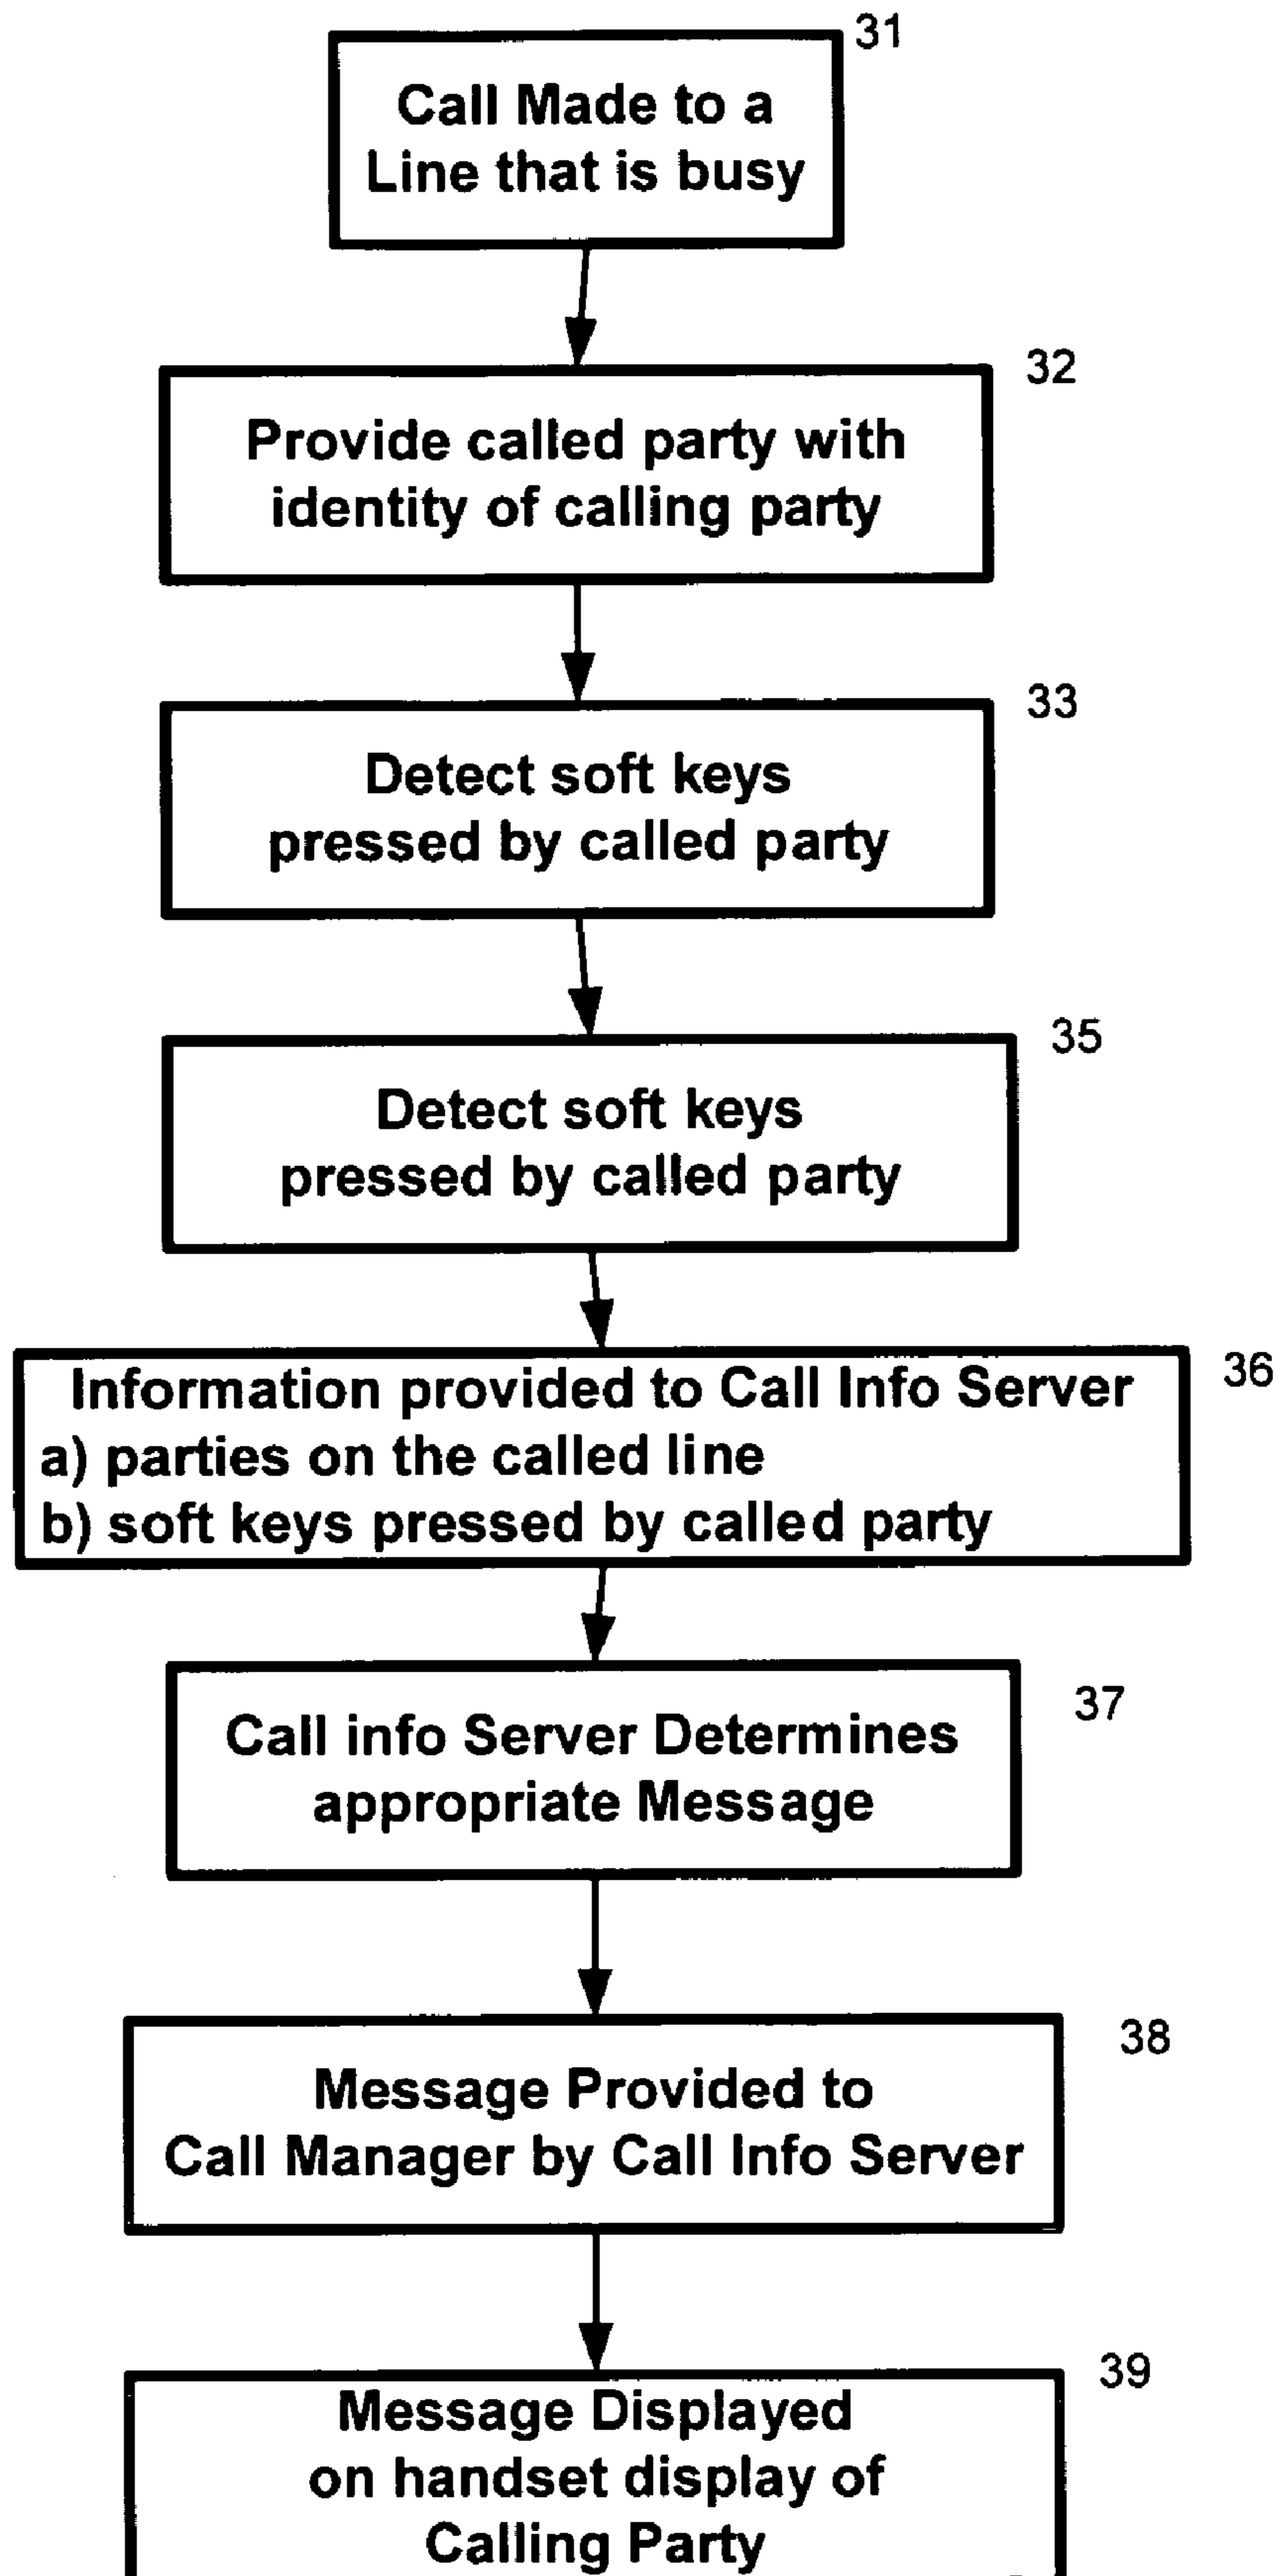 31
Call Made to a
Line that is busy
32
Provide called party with
identity of calling party
33
Detect soft keys
pressed by called party
35
Detect soft keys
pressed by called party
36
Information provided to Call Info Server
a) parties on the called line
b) soft keys pressed by called party
37
Call info Server Determines
appropriate Message
38
Message Provided to
Call Manager by Call Info Server
39
Message Displayed
on handset display of
Calling Party